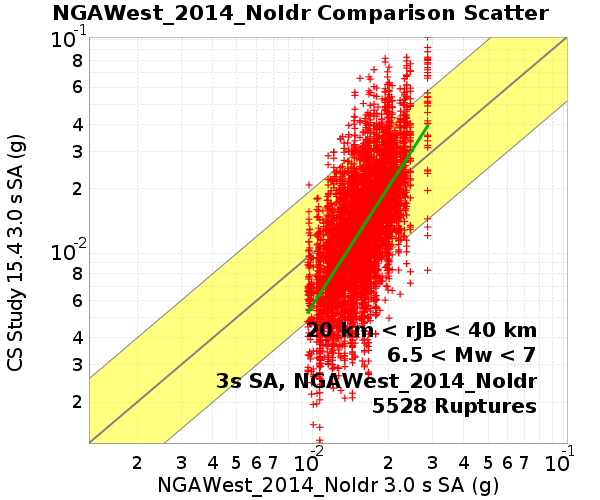 NGAWest_2014_NoIdr Comparison Scatter
10-1
8
6
4
3
2
10-2
8
6
4
3
2
CS Study 15.4 3.0 s SA (g)
20 km < rJB < 40 km
6.5 < Mw < 7
3s SA, NGAWest_2014_NoIdr
5528 Ruptures
2 3 4 5 6 7 10-2 2 3 4 5 6 7 10-1
NGAWest_2014_NoIdr 3.0 s SA (g)